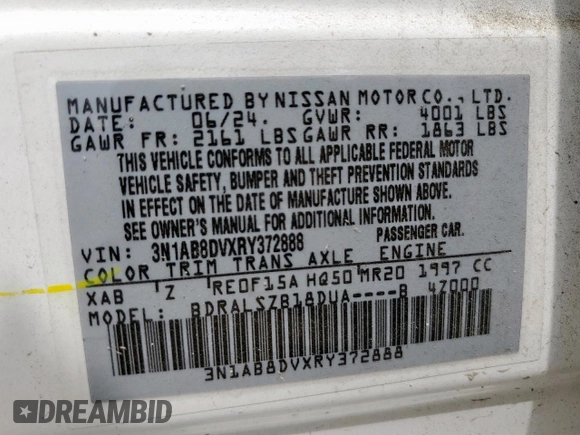 MANUFACTURED BY NISSAN MOTOR CO., LTD.
DATE: 06/24. GVWR: 4001 LBS
GAWR FR: 2161 LBS GAWR RR: 1863 LBS
THIS VEHICLE CONFORMS TO ALL APPLICABLE FEDERAL MOTOR
VEHICLE SAFETY, BUMPER AND THEFT PREVENTION STANDARDS
IN EFFECT ON THE DATE OF MANUFACTURE SHOWN ABOVE.
SEE OWNER'S MANUAL FOR ADDITIONAL INFORMATION.
VIN: 3N1AB8DVXRY372888 PASSENGER CAR.
COLOR TRIM TRANS AXLE ENGINE
XAB Z RE0F15A HQ50 MR20 1997 CC
MODEL: BDRALSZB18DUA----B 4Z000
3N1AB8DVXRY372888
DREAMBID